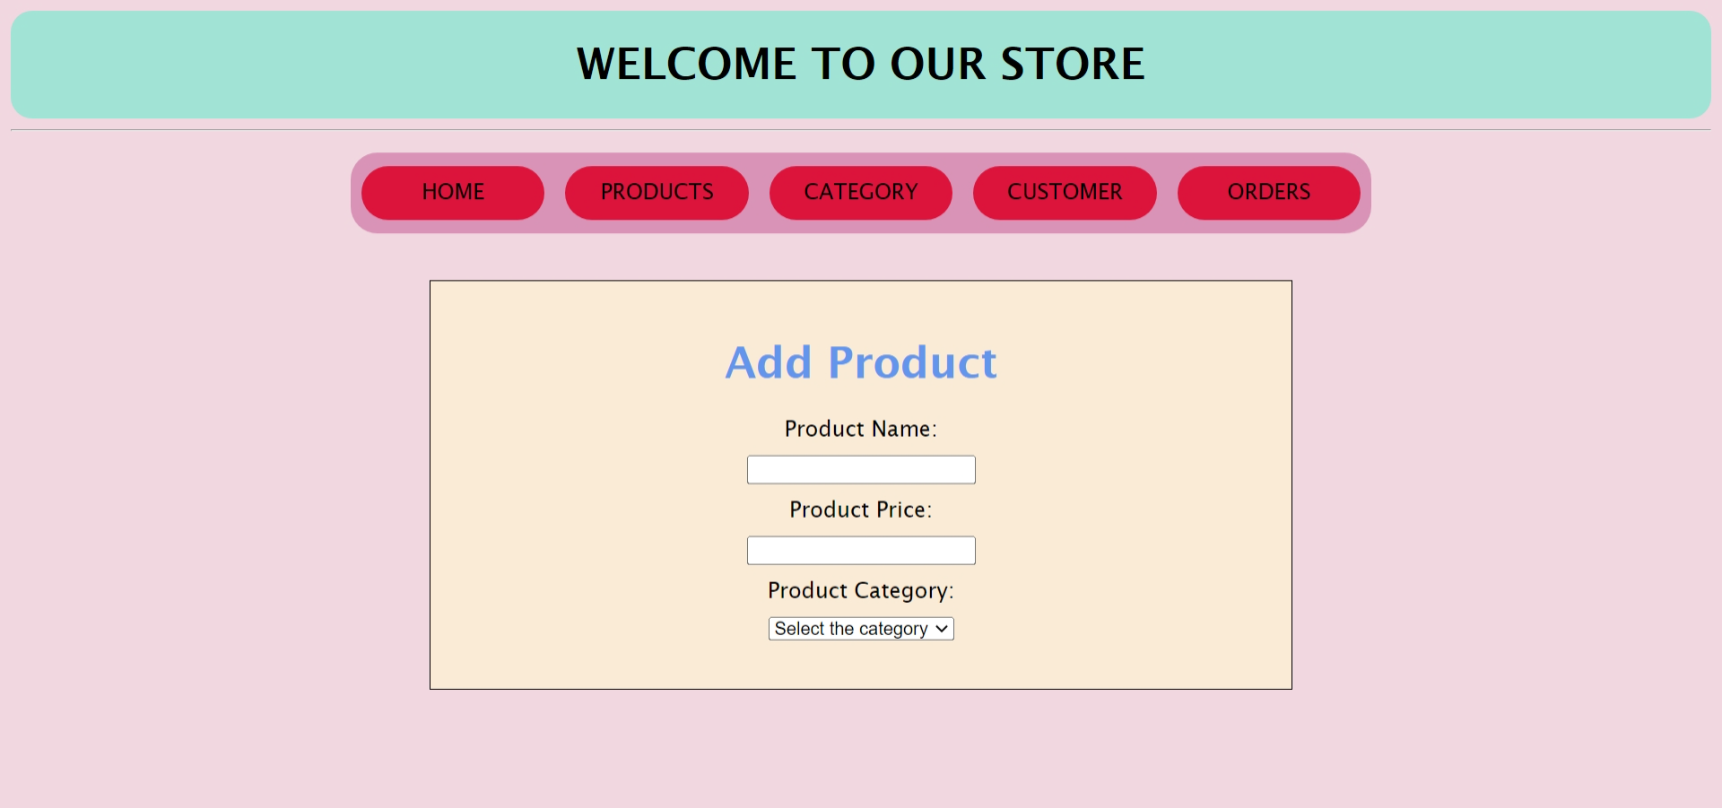 WELCOME TO OUR STORE
HOME PRODUCTS CATEGORY CUSTOMER ORDERS
Add Product
Product Name:
Product Price:
Product Category:
Select the category